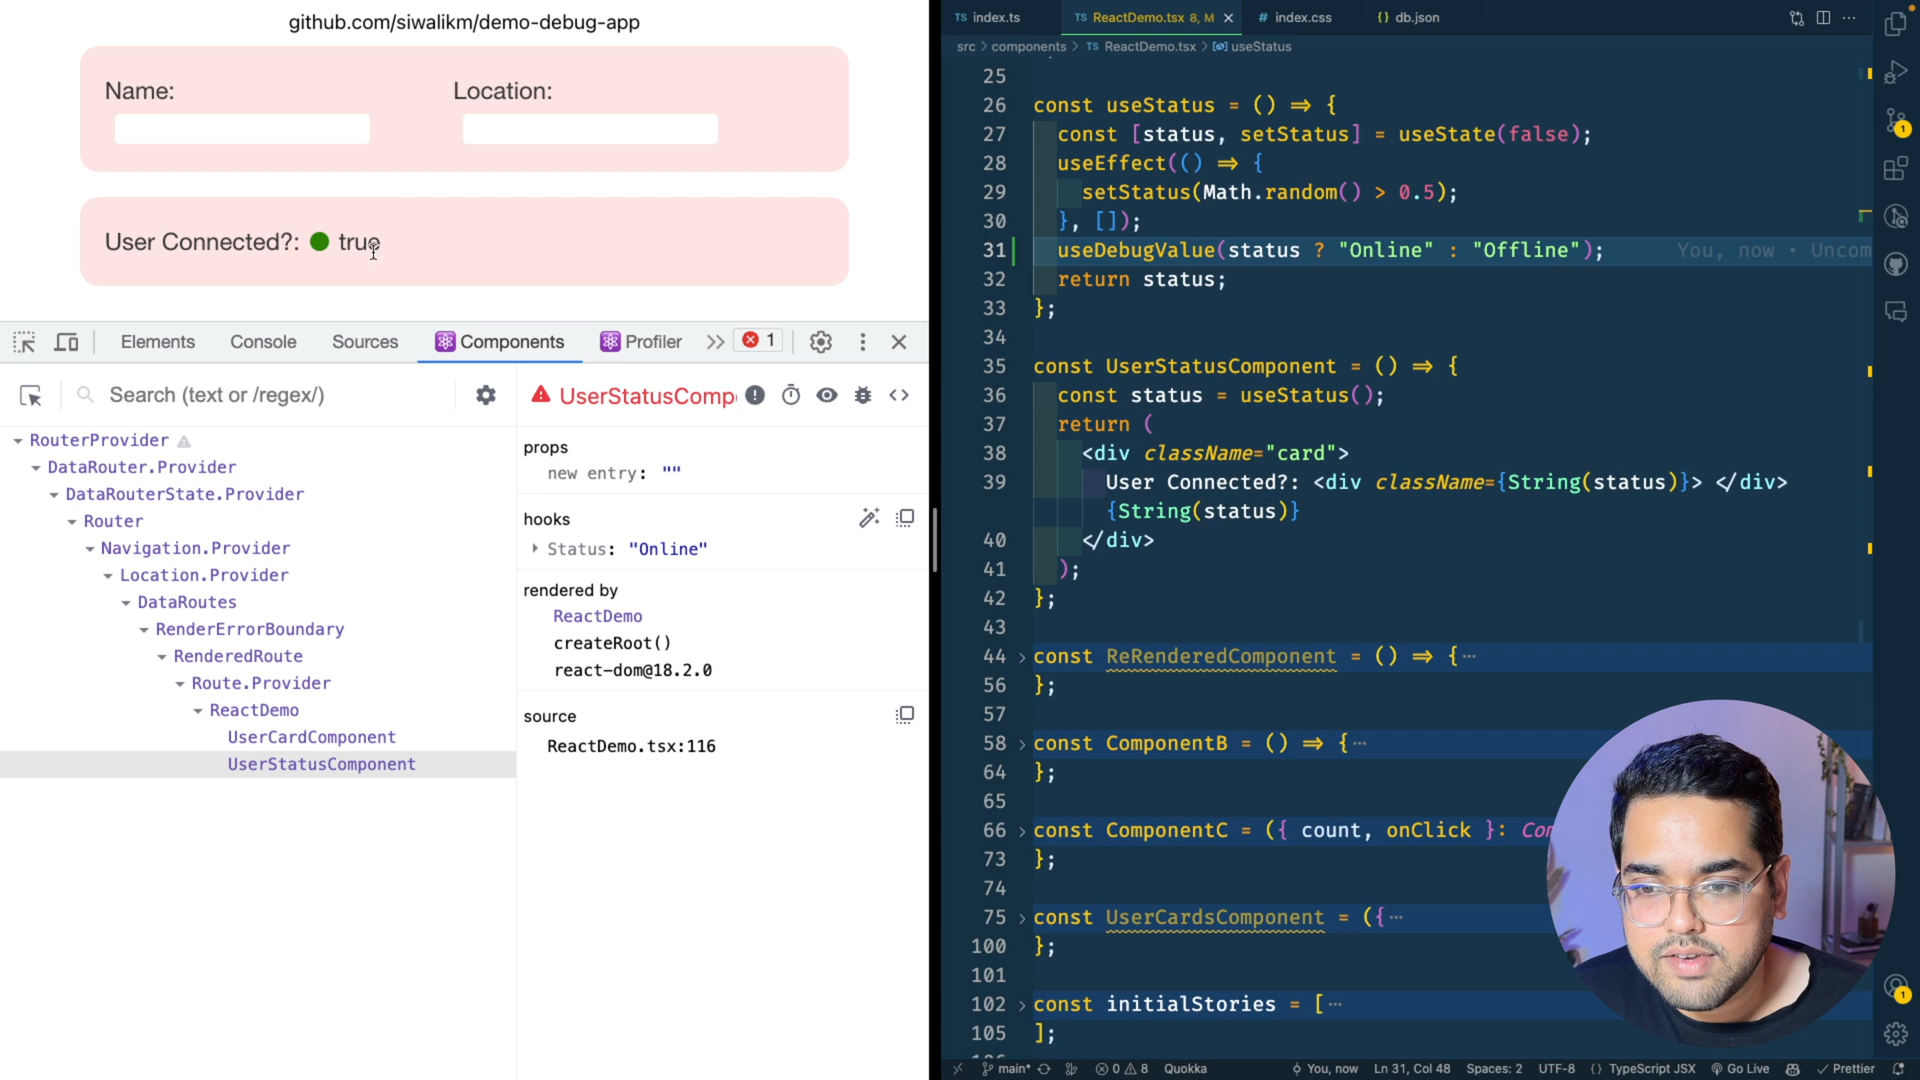 github.com/siwalikm/demo-debug-app
Name:
Location:
User Connected?: true
Elements
Console
Sources
Components
Profiler
1
Search (text or /regex/)
RouterProvider
DataRouter.Provider
DataRouterState.Provider
Router
Navigation.Provider
Location.Provider
DataRoutes
RenderErrorBoundary
RenderedRoute
Route.Provider
ReactDemo
UserCardComponent
UserStatusComponent
UserStatusComp
props
new entry: ""
hooks
Status: "Online"
rendered by
ReactDemo
createRoot()
react-dom@18.2.0
source
ReactDemo.tsx:116
TS index.ts
TS ReactDemo.tsx 8, M
# index.css
{} db.json
src > components > TS ReactDemo.tsx > useStatus
25
26 const useStatus = () => {
27 const [status, setStatus] = useState(false);
28 useEffect(() => {
29 setStatus(Math.random() > 0.5);
30 }, []);
31 useDebugValue(status ? "Online" : "Offline"); You, now • Uncom
32 return status;
33 };
34
35 const UserStatusComponent = () => {
36 const status = useStatus();
37 return (
38 <div className="card">
39 User Connected?: <div className={String(status)}> </div>
{String(status)}
40 </div>
41 );
42 };
43
44 const ReRenderedComponent = () => {…
56 };
57
58 const ComponentB = () => {…
64 };
65
66 const ComponentC = ({ count, onClick }: Co
73 };
74
75 const UserCardsComponent = ({…
100 };
101
102 const initialStories = […
105 ];
1
1
main*
0 8
Quokka
You, now
Ln 31, Col 48
Spaces: 2
UTF-8
{} TypeScript JSX
Go Live
Prettier